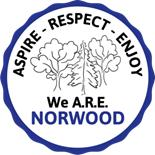 ASPIRE - RESPECT - ENJOY
We A.R.E.
NORWOOD